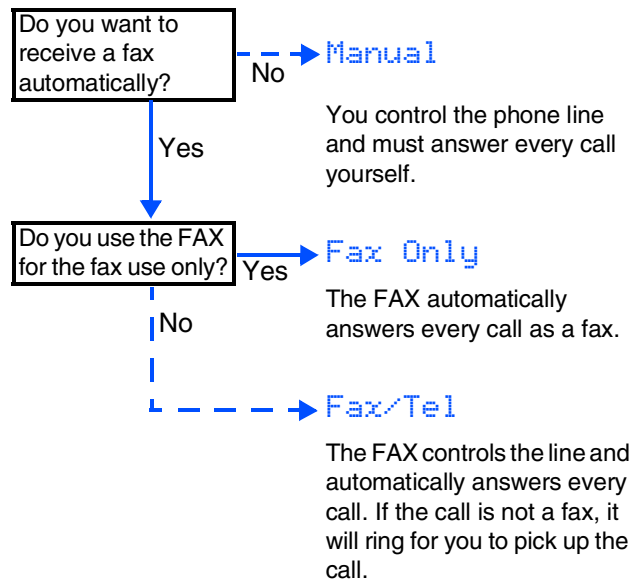 Do you want to
receive a fax
automatically?
No
Manual
You control the phone line
and must answer every call
yourself.
Yes
Do you use the FAX
for the fax use only?
Yes
Fax Only
The FAX automatically
answers every call as a fax.
No
Fax/Tel
The FAX controls the line and
automatically answers every
call. If the call is not a fax, it
will ring for you to pick up the
call.